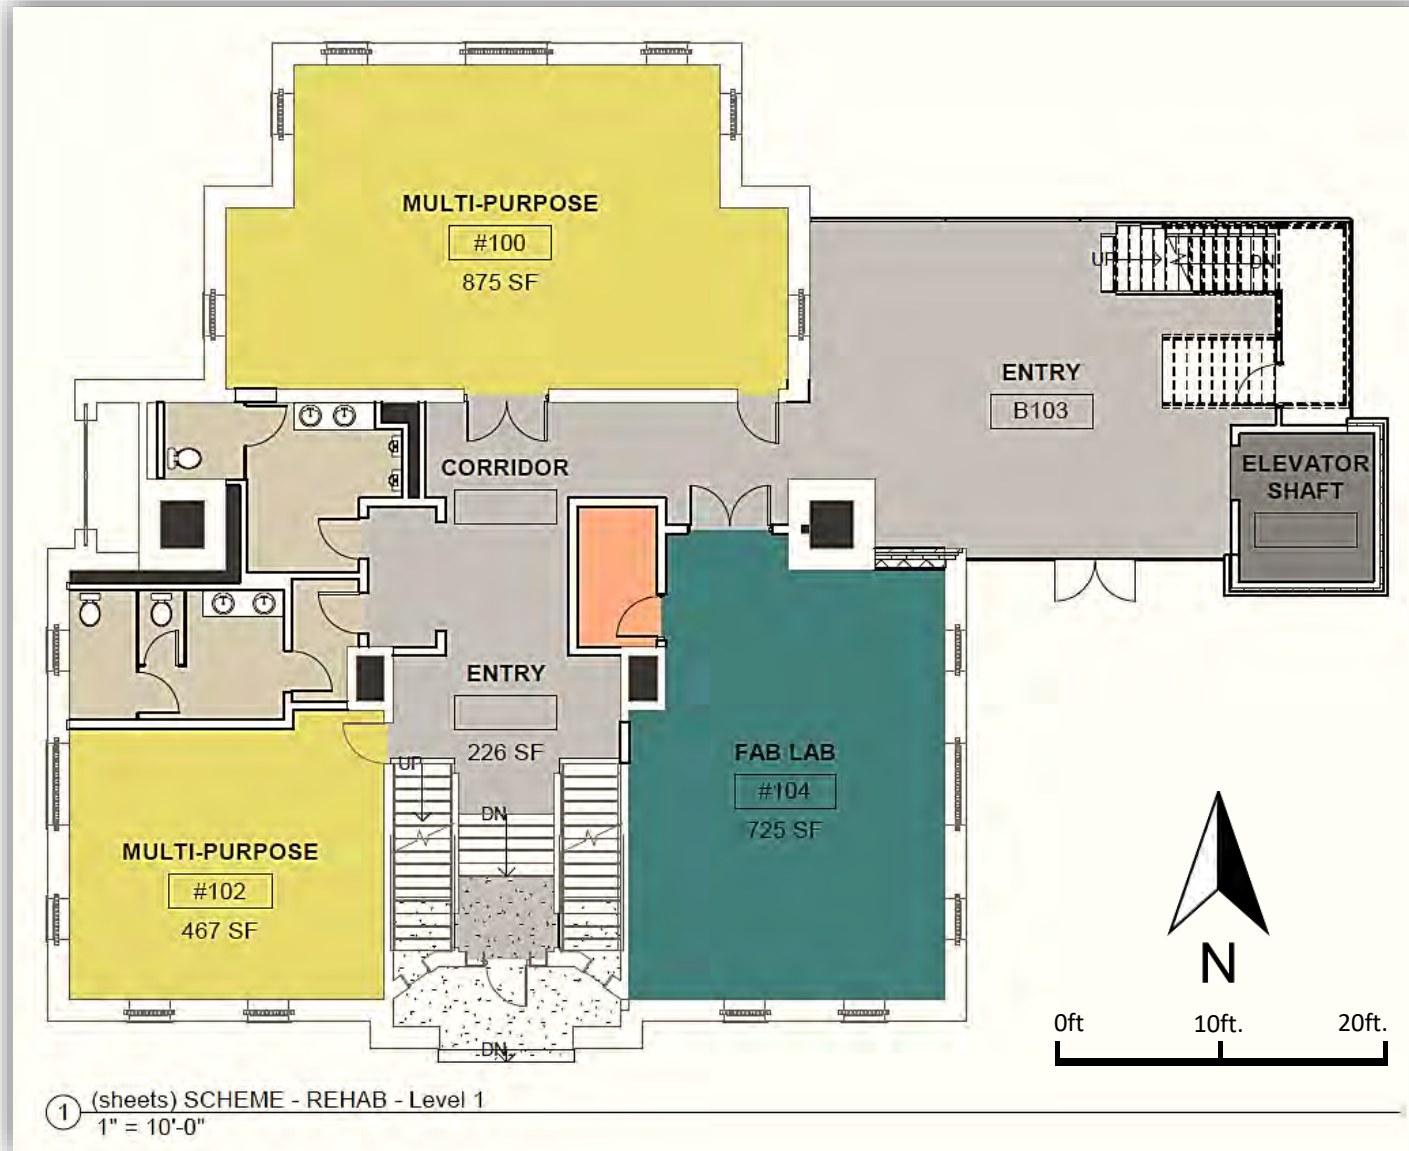 MULTI-PURPOSE
#100
875 SF
UP
DN
ENTRY
B103
CORRIDOR
ELEVATOR
SHAFT
ENTRY
226 SF
UP
DN
FAB LAB
#104
725 SF
MULTI-PURPOSE
#102
467 SF
N
0ft 10ft. 20ft.
DN
1 (sheets) SCHEME - REHAB - Level 1
1" = 10'-0"